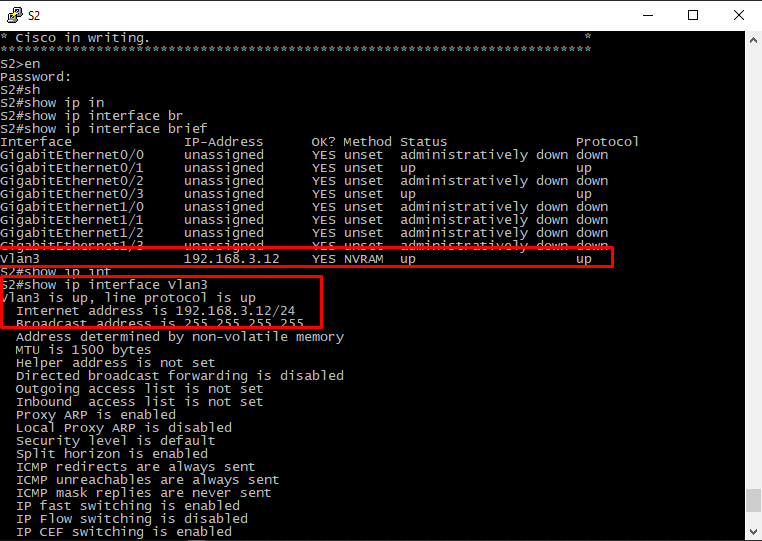 S2
* Cisco in writing. *
**************************************************************************
S2>en
Password:
S2#sh
S2#show ip in
S2#show ip interface br
S2#show ip interface brief
Interface IP-Address OK? Method Status Protocol
GigabitEthernet0/0 unassigned YES unset administratively down down
GigabitEthernet0/1 unassigned YES unset up up
GigabitEthernet0/2 unassigned YES unset administratively down down
GigabitEthernet0/3 unassigned YES unset up up
GigabitEthernet1/0 unassigned YES unset administratively down down
GigabitEthernet1/1 unassigned YES unset administratively down down
GigabitEthernet1/2 unassigned YES unset administratively down down
GigabitEthernet1/3 unassigned YES unset administratively down down
Vlan3 192.168.3.12 YES NVRAM up up
S2#show ip int
S2#show ip interface Vlan3
Vlan3 is up, line protocol is up
Internet address is 192.168.3.12/24
Broadcast address is 255.255.255.255
Address determined by non-volatile memory
MTU is 1500 bytes
Helper address is not set
Directed broadcast forwarding is disabled
Outgoing access list is not set
Inbound  access list is not set
Proxy ARP is enabled
Local Proxy ARP is disabled
Security level is default
Split horizon is enabled
ICMP redirects are always sent
ICMP unreachables are always sent
ICMP mask replies are never sent
IP fast switching is enabled
IP Flow switching is disabled
IP CEF switching is enabled